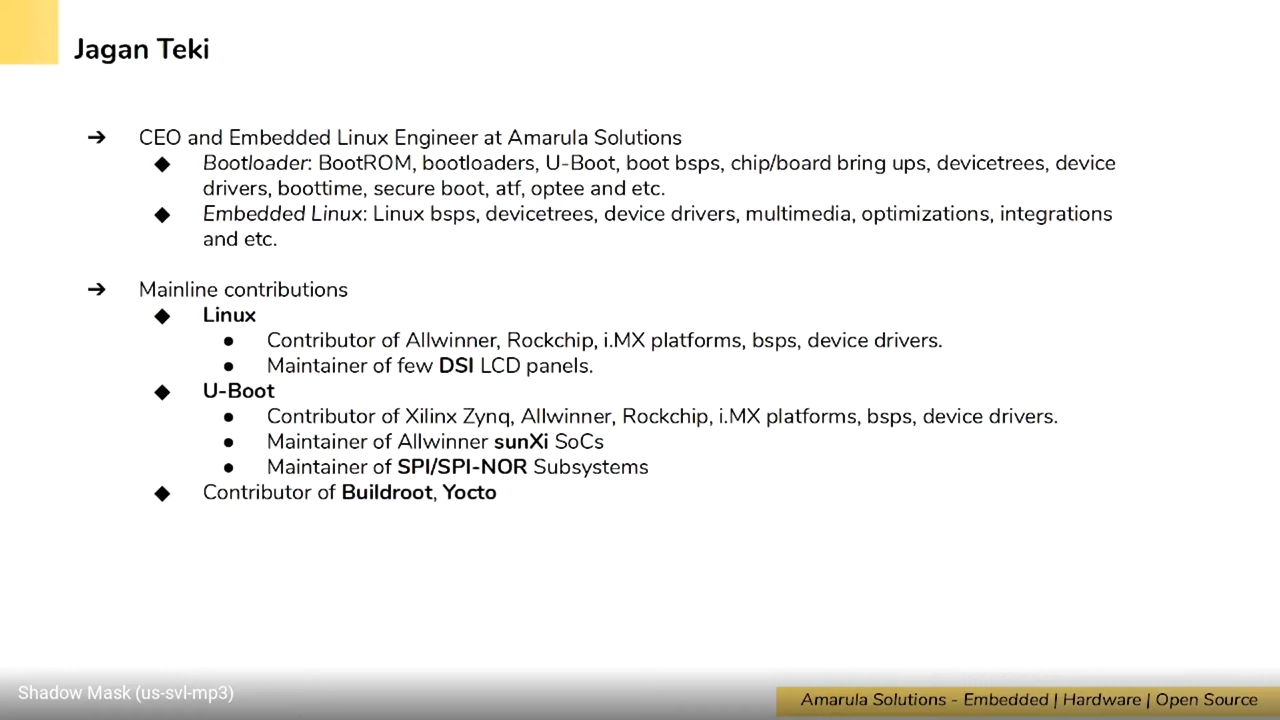 Jagan Teki
➔ CEO and Embedded Linux Engineer at Amarula Solutions
◆ Bootloader: BootROM, bootloaders, U-Boot, boot bsps, chip/board bring ups, devicetrees, device
drivers, boottime, secure boot, atf, optee and etc.
◆ Embedded Linux: Linux bsps, devicetrees, device drivers, multimedia, optimizations, integrations
and etc.
➔ Mainline contributions
◆ Linux
● Contributor of Allwinner, Rockchip, i.MX platforms, bsps, device drivers.
● Maintainer of few DSI LCD panels.
◆ U-Boot
● Contributor of Xilinx Zynq, Allwinner, Rockchip, i.MX platforms, bsps, device drivers.
● Maintainer of Allwinner sunXi SoCs
● Maintainer of SPI/SPI-NOR Subsystems
◆ Contributor of Buildroot, Yocto
Shadow Mask (us-svl-mp3)
Amarula Solutions - Embedded | Hardware | Open Source